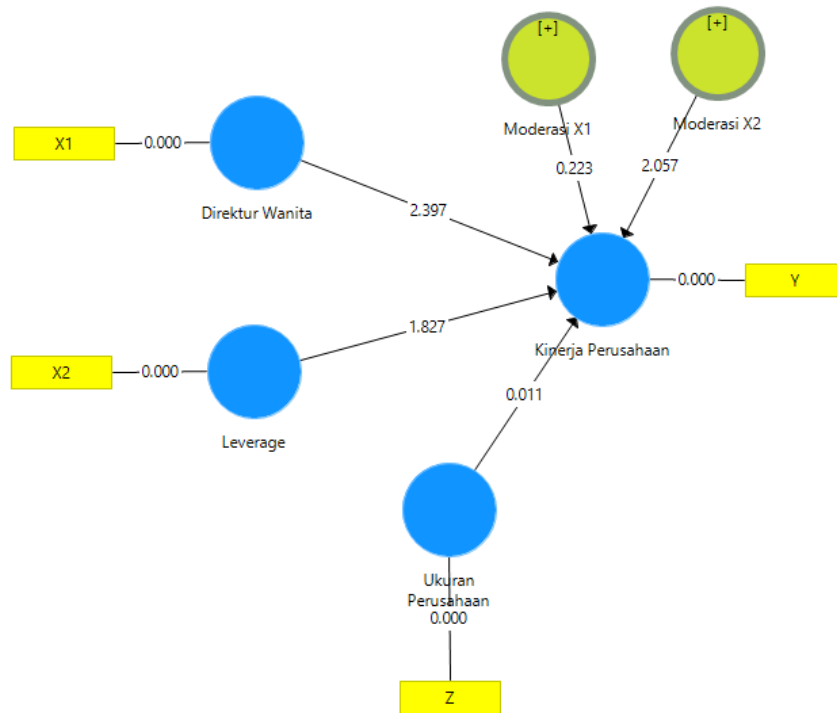 [+]
[+]
Moderasi X1
Moderasi X2
X1
0.000
Direktur Wanita
2.397
0.223
2.057
0.000
Y
Kinerja Perusahaan
X2
0.000
Leverage
1.827
0.011
Ukuran
Perusahaan
0.000
Z